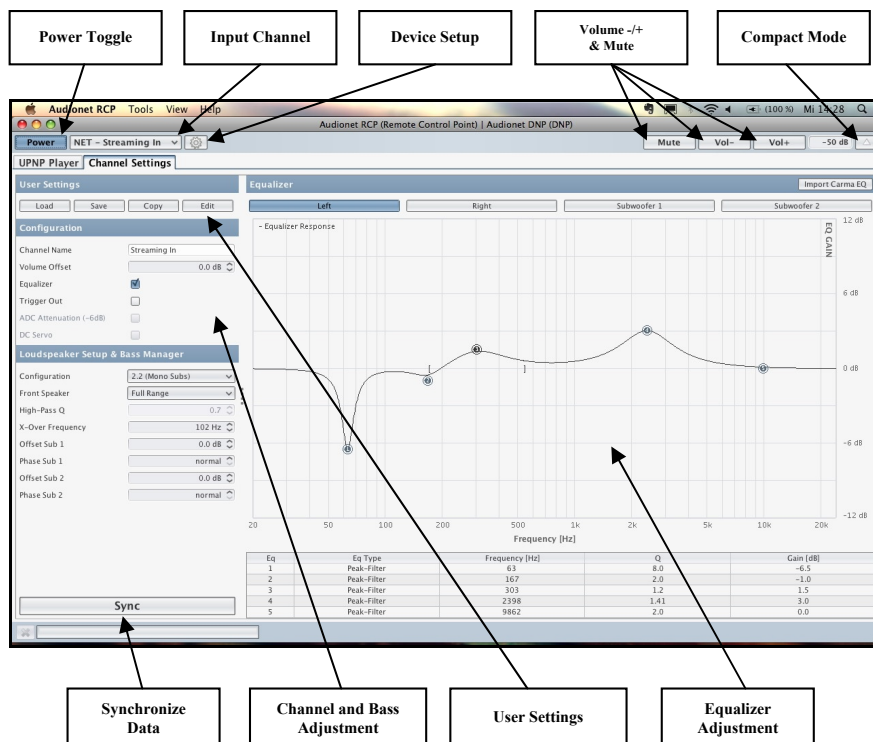 Power Toggle
Input Channel
Device Setup
Volume -/+
& Mute
Compact Mode
Audionet RCP Tools View Help
(100 %) Mi 14:28
Audionet RCP (Remote Control Point) | Audionet DNP (DNP)
Power NET - Streaming In Mute Vol- Vol+ -50 dB
UPNP Player Channel Settings
User Settings
Load Save Copy Edit
Configuration
Channel Name Streaming In
Volume Offset 0.0 dB
Equalizer
Trigger Out
ADC Attenuation (-6dB)
DC Servo
Loudspeaker Setup & Bass Manager
Configuration 2.2 (Mono Subs)
Front Speaker Full Range
High-Pass Q 0.7
X-Over Frequency 102 Hz
Offset Sub 1 0.0 dB
Phase Sub 1 normal
Offset Sub 2 0.0 dB
Phase Sub 2 normal
Sync
Equalizer Import Carma EQ
Left Right Subwoofer 1 Subwoofer 2
- Equalizer Response
EQ GAIN
12 dB
6 dB
0 dB
-6 dB
-12 dB
1 2 3 4 5
20 50 100 200 500 1k 2k 5k 10k 20k
Frequency [Hz]
Eq Eq Type Frequency [Hz] Q Gain [dB]
1 Peak-Filter 63 8.0 -6.5
2 Peak-Filter 167 2.0 -1.0
3 Peak-Filter 303 1.2 1.5
4 Peak-Filter 2398 1.41 3.0
5 Peak-Filter 9862 2.0 0.0
Synchronize
Data
Channel and Bass
Adjustment
User Settings
Equalizer
Adjustment